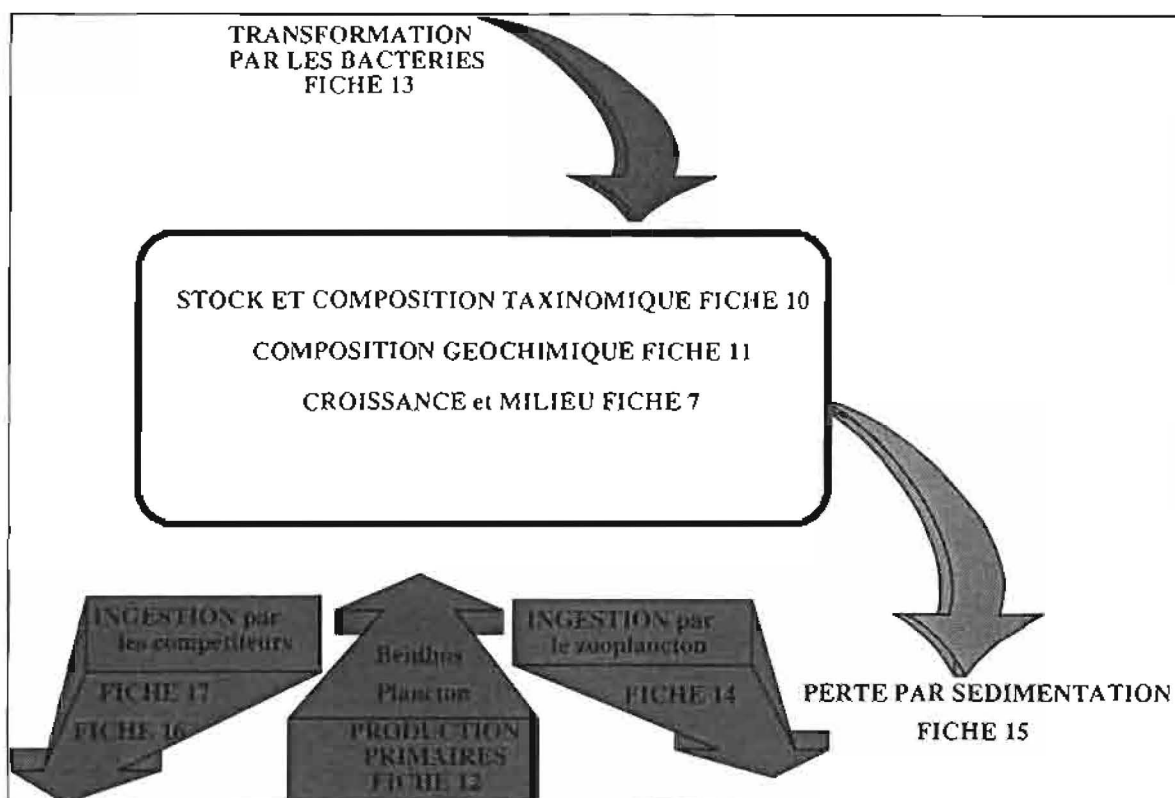 TRANSFORMATION
PAR LES BACTERIES
FICHE 13
STOCK ET COMPOSITION TAXINOMIQUE FICHE 10
COMPOSITION GEOCHIMIQUE FICHE 11
CROISSANCE et MILIEU FICHE 7
INGESTION par
les compétiteurs
FICHE 17
FICHE 16
Benthos
Plancton
PRODUCTION
PRIMAIRES
FICHE 12
INGESTION par
le zooplancton
FICHE 14
PERTE PAR SEDIMENTATION
FICHE 15